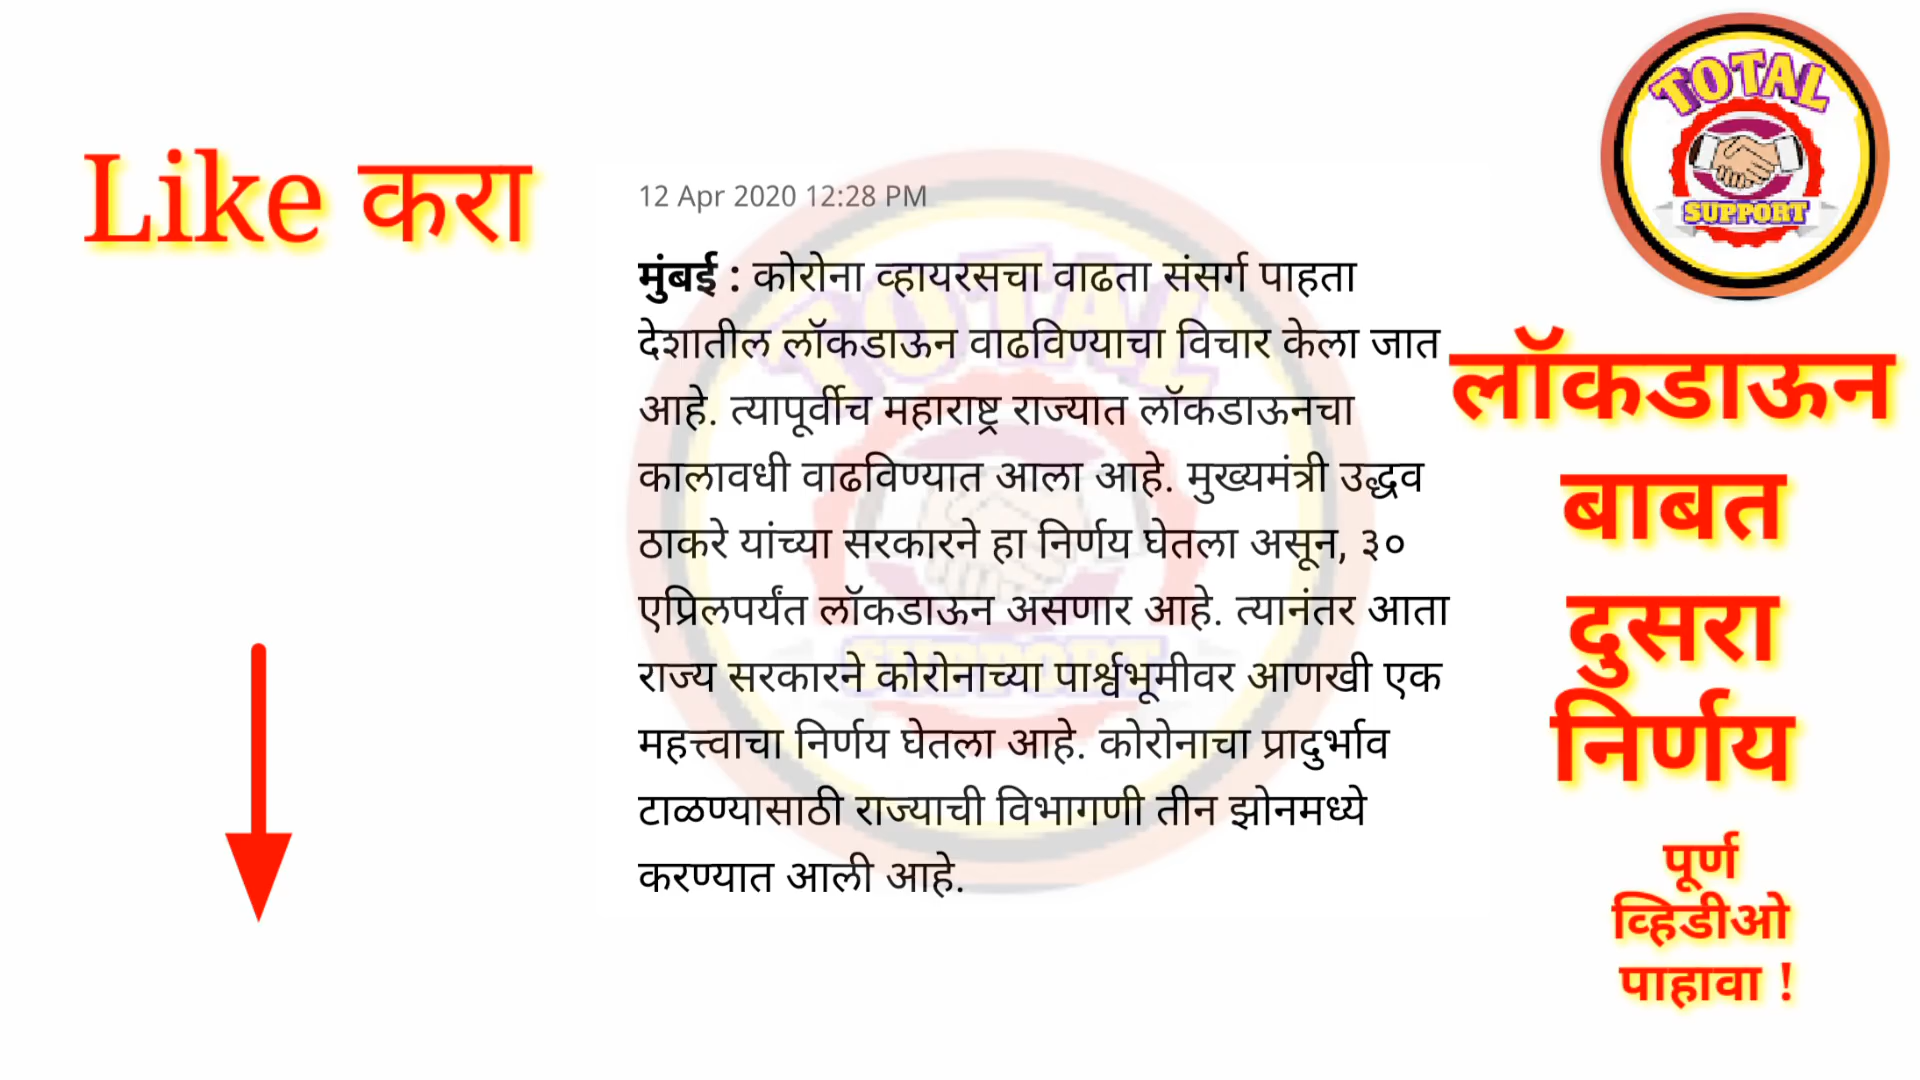 Like करा
12 Apr 2020 12:28 PM
मुंबई : कोरोना व्हायरसचा वाढता संसर्ग पाहता
देशातील लॉकडाऊन वाढविण्याचा विचार केला जात
आहे. त्यापूर्वीच महाराष्ट्र राज्यात लॉकडाऊनचा
कालावधी वाढविण्यात आला आहे. मुख्यमंत्री उद्धव
ठाकरे यांच्या सरकारने हा निर्णय घेतला असून, ३०
एप्रिलपर्यंत लॉकडाऊन असणार आहे. त्यानंतर आता
राज्य सरकारने कोरोनाच्या पार्श्वभूमीवर आणखी एक
महत्त्वाचा निर्णय घेतला आहे. कोरोनाचा प्रादुर्भाव
टाळण्यासाठी राज्याची विभागणी तीन झोनमध्ये
करण्यात आली आहे.
TOTAL
SUPPORT
TOTAL
SUPPORT
लॉकडाऊन
बाबत
दुसरा
निर्णय
पूर्ण
व्हिडीओ
पाहावा !